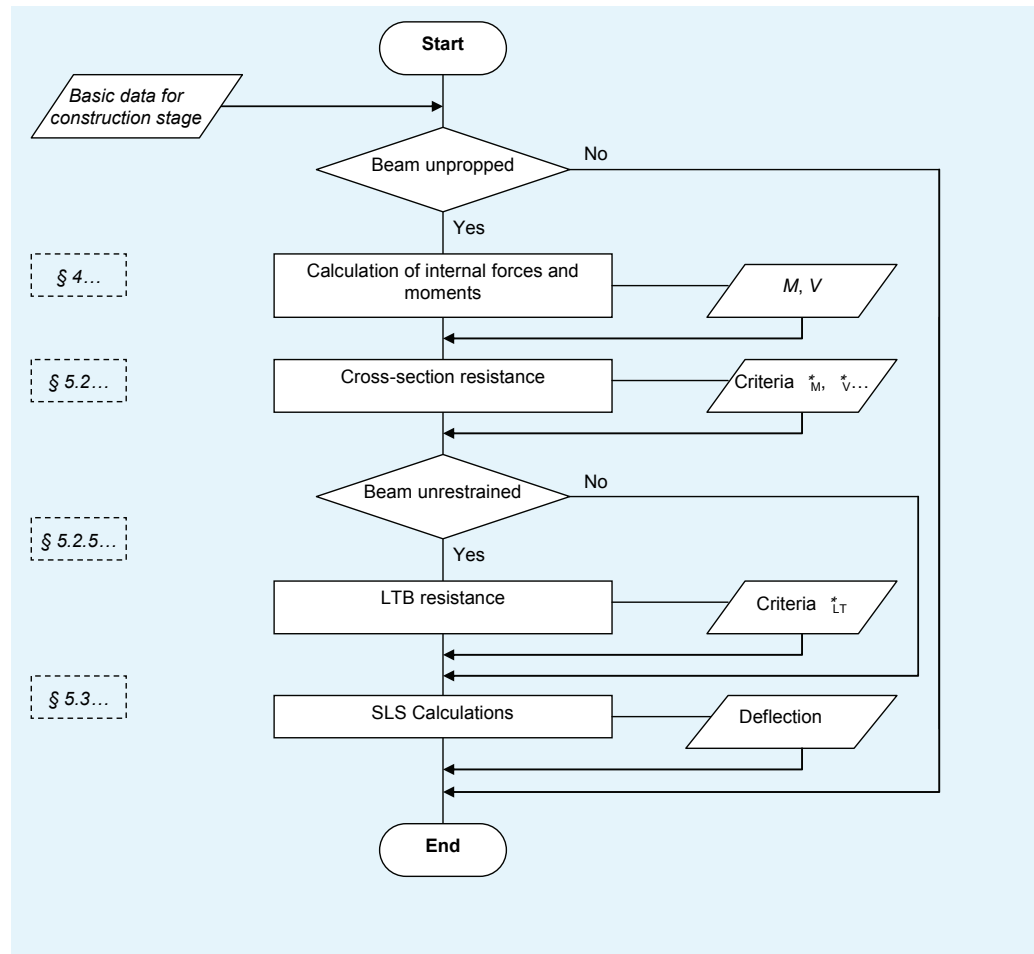 Start
Basic data for
construction stage
Beam unpropped
No
Yes
§ 4…
Calculation of internal forces and
moments
M, V
§ 5.2…
Cross-section resistance
Criteria *M, *V…
Beam unrestrained
No
§ 5.2.5…
Yes
LTB resistance
Criteria *LT
§ 5.3…
SLS Calculations
Deflection
End